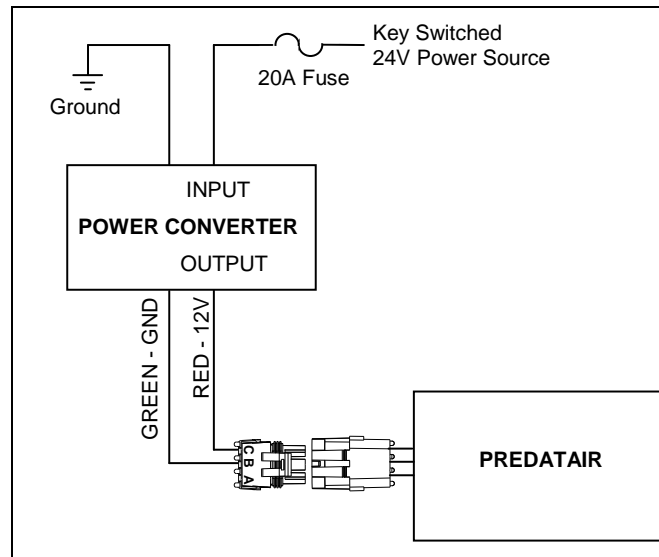 Key Switched
24V Power Source
20A Fuse
Ground
INPUT
POWER CONVERTER
OUTPUT
GREEN - GND
RED - 12V
C B A
PREDATAIR